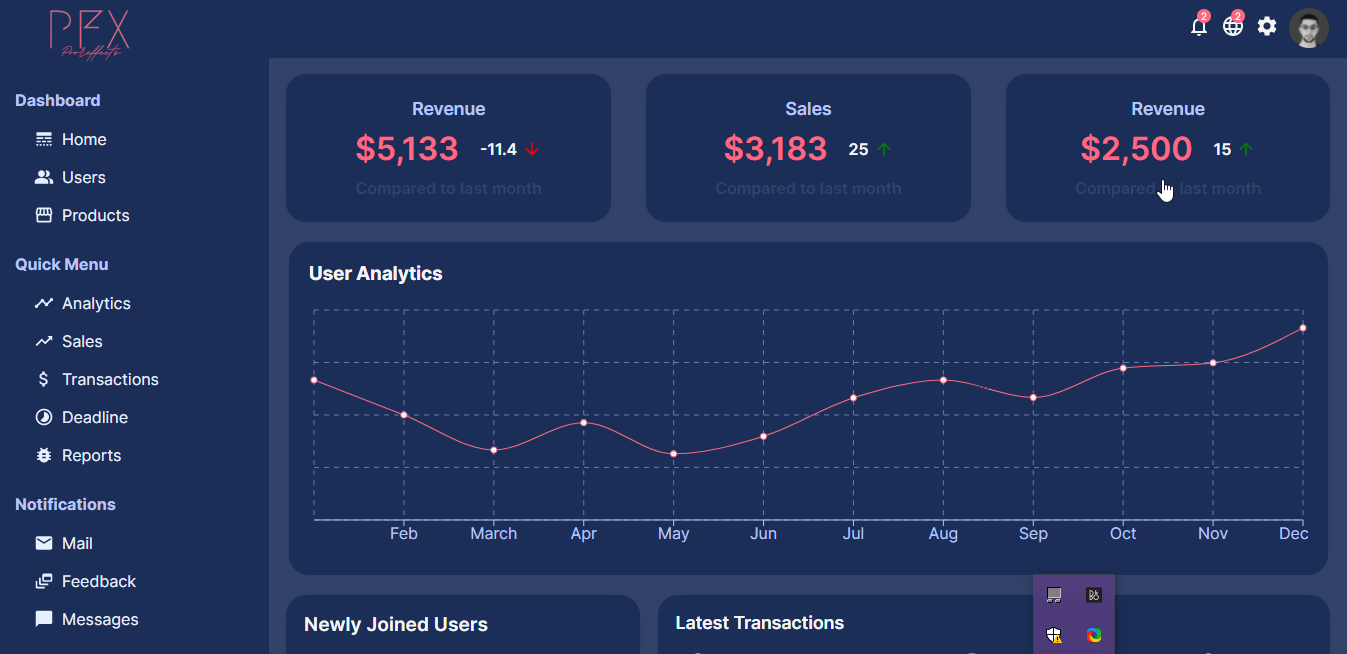 PFX
Proeffects
2
2
Dashboard
Home
Users
Products
Quick Menu
Analytics
Sales
Transactions
Deadline
Reports
Notifications
Mail
Feedback
Messages
Revenue
$5,133 -11.4
Compared to last month
Sales
$3,183 25
Compared to last month
Revenue
$2,500 15
Compared last month
User Analytics
Feb March Apr May Jun Jul Aug Sep Oct Nov Dec
Newly Joined Users
Latest Transactions